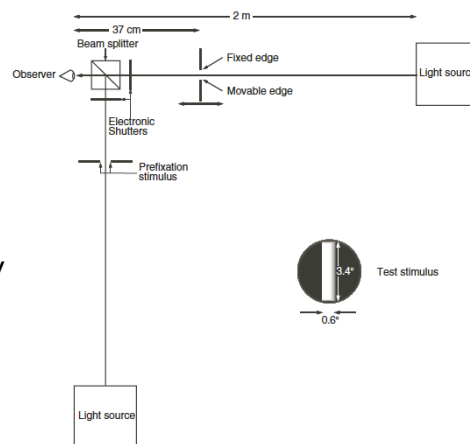 2 m
37 cm
Beam splitter
Fixed edge
Observer
Light source
Movable edge
Electronic
Shutters
Prefixation
stimulus
3.4°
Test stimulus
0.6°
Light source